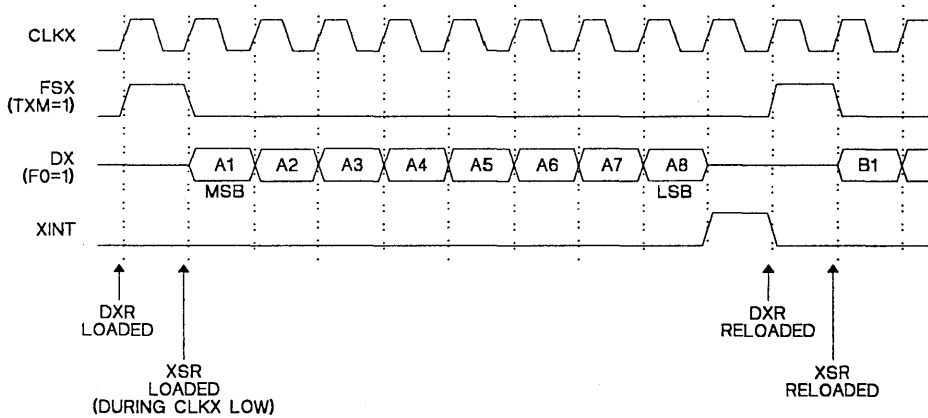 CLKX
FSX
(TXM=1)
DX
(F0=1)
A1
A2
A3
A4
A5
A6
A7
A8
B1
MSB
LSB
XINT
DXR
LOADED
DXR
RELOADED
XSR
LOADED
(DURING CLKX LOW)
XSR
RELOADED